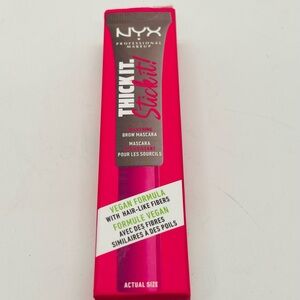 NYX
PROFESSIONAL
MAKEUP
THICK IT.
Stick it!
BROW MASCARA
MASCARA
POUR LES SOURCILS
VEGAN FORMULA
WITH HAIR-LIKE FIBERS
FORMULE VEGAN
AVEC DES FIBRES
SIMILAIRES À DES POILS
ACTUAL SIZE